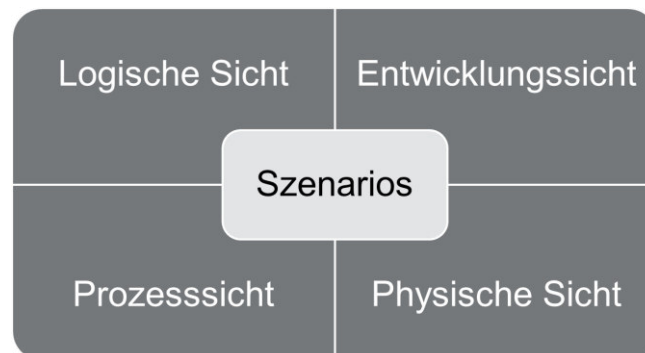 Logische Sicht
Entwicklungssicht
Szenarios
Prozesssicht
Physische Sicht